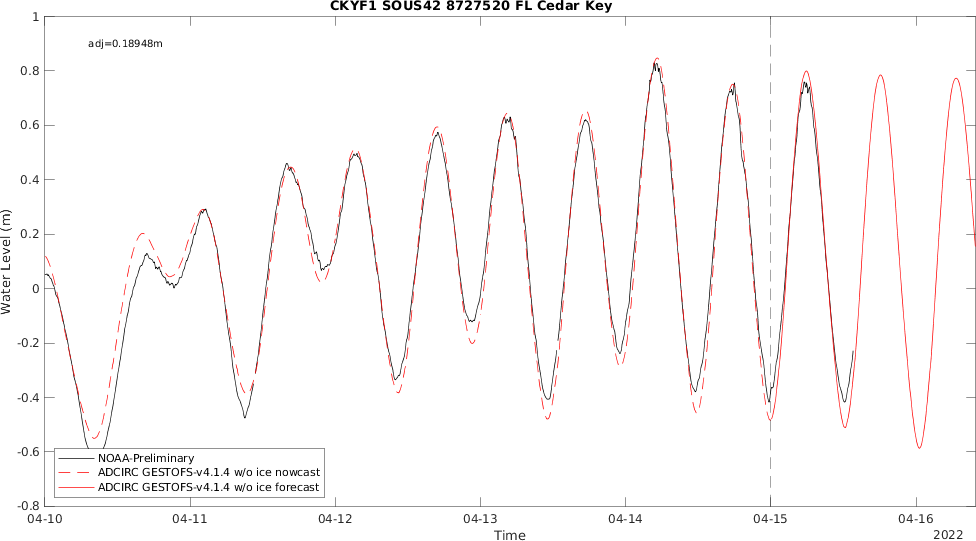 CKYF1 SOUS42 8727520 FL Cedar Key
1
adj=0.18948m
0.8
0.6
0.4
0.2
0
-0.2
-0.4
-0.6
-0.8
Water Level (m)
NOAA-Preliminary
ADCIRC GESTOFS-v4.1.4 w/o ice nowcast
ADCIRC GESTOFS-v4.1.4 w/o ice forecast
04-10 04-11 04-12 04-13 04-14 04-15 04-16
Time
2022